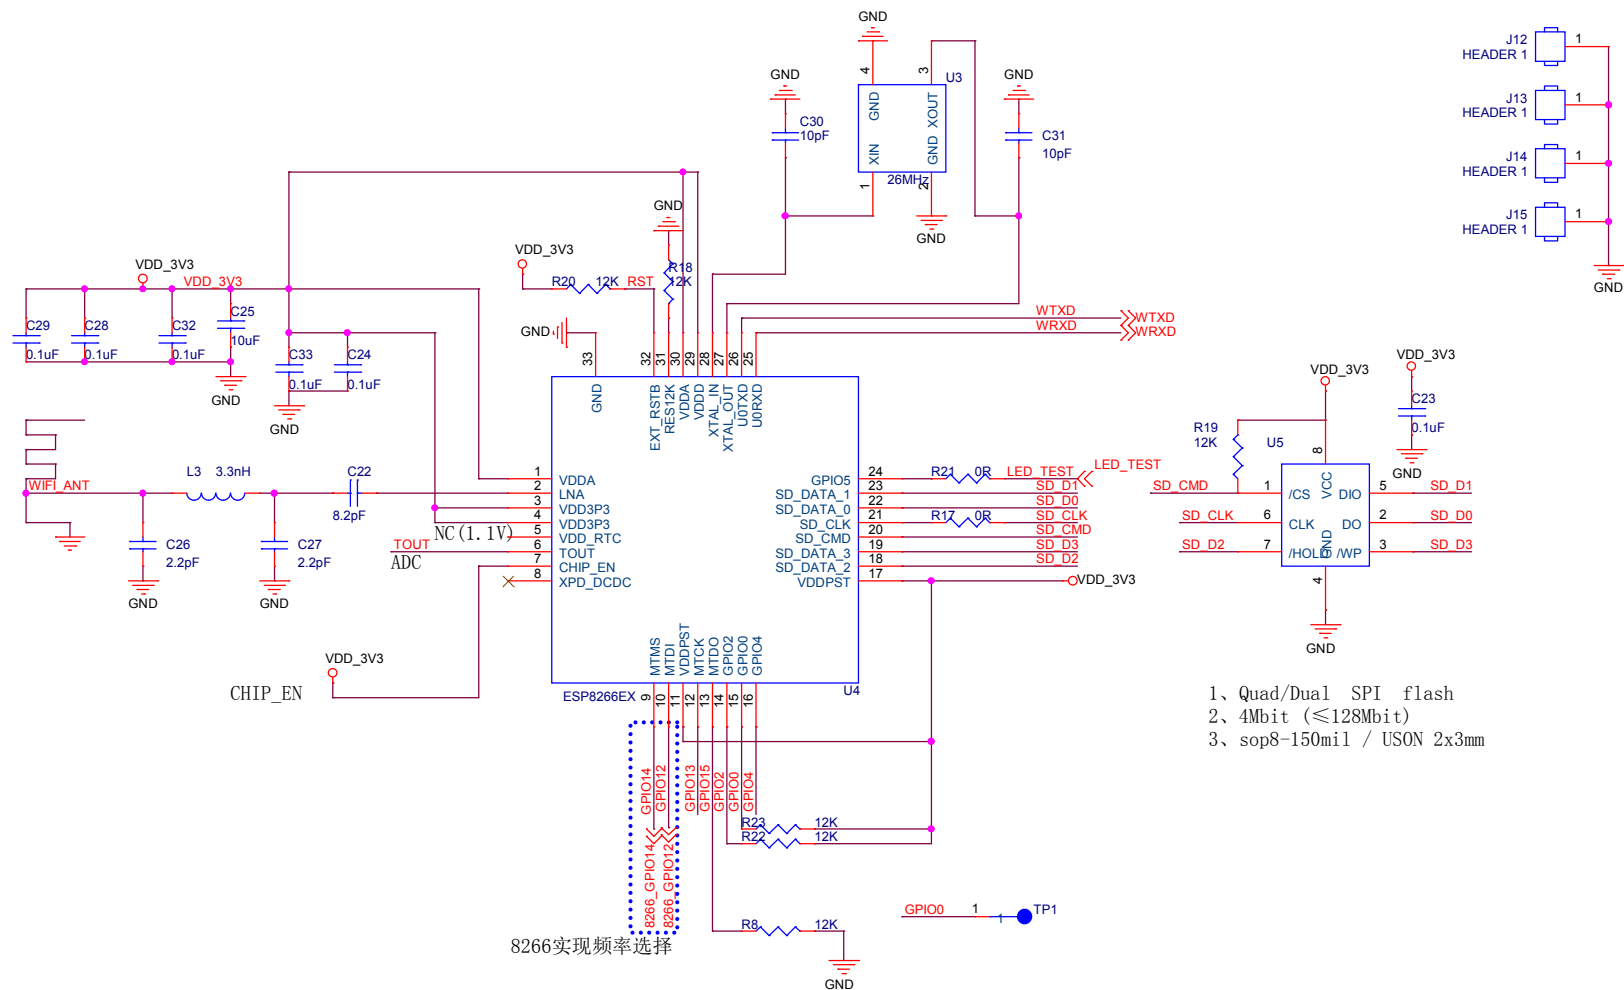 GND
U3
4
3
GND
XOUT
XIN
GND
26MHz
1
2
GND
GND
C30
10pF
GND
C31
10pF
J12
HEADER 1
1
J13
HEADER 1
1
J14
HEADER 1
1
J15
HEADER 1
1
GND
VDD_3V3
VDD_3V3
C29
0.1uF
C28
0.1uF
C32
0.1uF
C25
10uF
GND
C33
0.1uF
C24
0.1uF
GND
VDD_3V3
R20
12K
RST
GND
R18
12K
GND
WTXD
WRXD
WTXD
WRXD
33
32
31
30
29
28
27
26
25
GND
EXT_RSTB
RES12K
VDDA
VDDD
XTAL_IN
XTAL_OUT
U0TXD
U0RXD
WIFI_ANT
L3 3.3nH
C22
8.2pF
C26
2.2pF
GND
C27
2.2pF
GND
NC(1.1V)
TOUT
ADC
1 VDDA
2 LNA
3 VDD3P3
4 VDD3P3
5 VDD_RTC
6 TOUT
7 CHIP_EN
8 XPD_DCDC
GPIO5 24
SD_DATA_1 23
SD_DATA_0 22
SD_CLK 21
SD_CMD 20
SD_DATA_3 19
SD_DATA_2 18
VDDPST 17
R21 0R LED_TEST
LED_TEST
SD_D1
SD_D0
R17 0R SD_CLK
SD_CMD
SD_D3
SD_D2
VDD_3V3
VDD_3V3
CHIP_EN
MTMS
MTDI
VDDPST
MTCK
MTDO
GPIO2
GPIO0
GPIO4
ESP8266EX
U4
9
10
11
12
13
14
15
16
GPIO14
GPIO12
GPIO13
GPIO15
GPIO2
GPIO0
GPIO4
8266_GPIO14
8266_GPIO12
8266实现频率选择
R23 12K
R22 12K
R8 12K
GND
GPIO0 1 1 TP1
VDD_3V3
VDD_3V3
C23
0.1uF
GND
R19
12K
U5
8
SD_CMD 1 /CS
SD_CLK 6 CLK
SD_D2 7 /HOLD
VCC
GND
DIO 5 SD_D1
DO 2 SD_D0
/WP 3 SD_D3
4
GND
1、Quad/Dual SPI flash
2、4Mbit (≤128Mbit)
3、sop8-150mil / USON 2x3mm